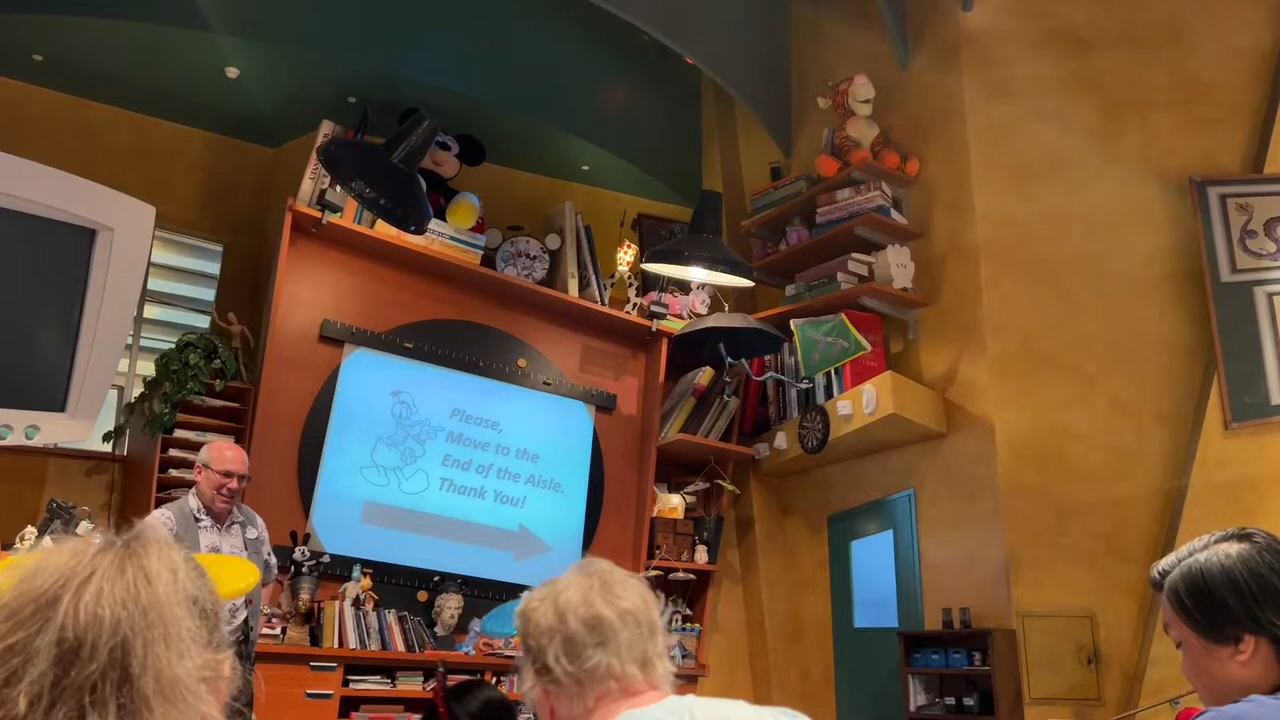 Please,
Move to the
End of the Aisle.
Thank You!